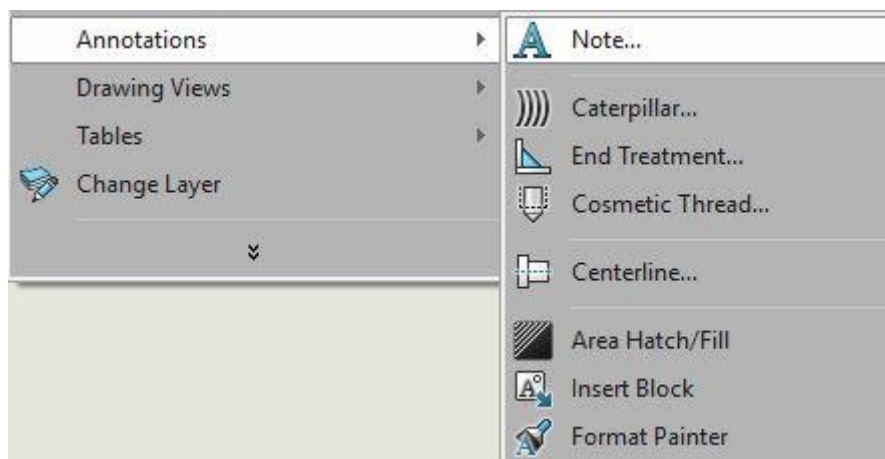 Annotations
Drawing Views
Tables
Change Layer
Note...
Caterpillar...
End Treatment...
Cosmetic Thread...
Centerline...
Area Hatch/Fill
Insert Block
Format Painter